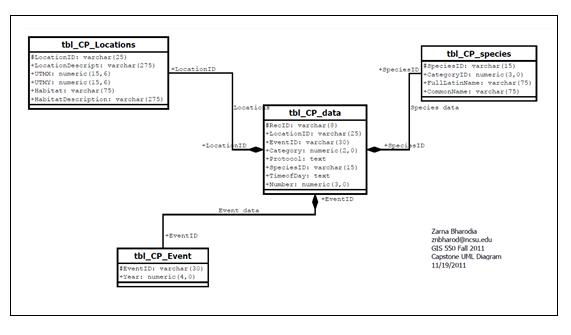 tbl_CP_Locations
#LocationID: varchar(25)
+LocationDescript: varchar(275)
+UTMX: numeric(15,6)
+UTMY: numeric(15,6)
+Habitat: varchar(75)
+HabitatDescription: varchar(275)
+LocationID
Locations
+LocationID
tbl_CP_species
#SpeciesID: varchar(15)
+CategoryID: numeric(3,0)
+FullLatinName: varchar(75)
+CommonName: varchar(75)
+SpeciesID
Species data
+SpeciesID
tbl_CP_data
#RecID: varchar(8)
+LocationID: varchar(25)
+EventID: varchar(30)
+Category: numeric(2,0)
+Protocol: text
+SpeciesID: varchar(15)
+TimeofDay: text
+Number: numeric(3,0)
+EventID
Event data
+EventID
tbl_CP_Event
#EventID: varchar(30)
+Year: numeric(4,0)
Zarna Bharodia
znbharod@ncsu.edu
GIS 550 Fall 2011
Capstone UML Diagram
11/19/2011